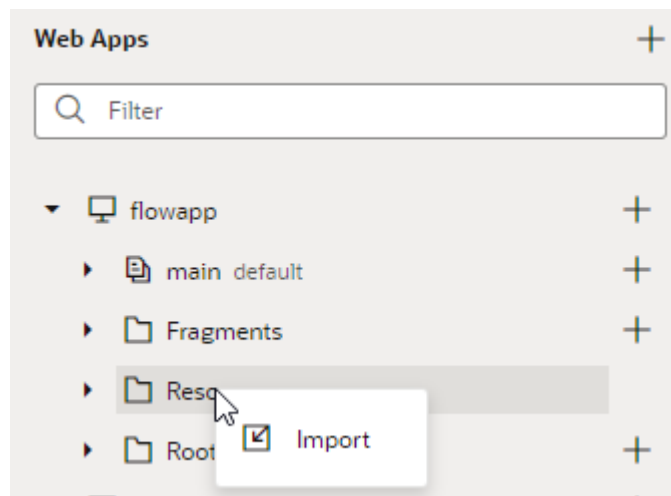 Web Apps
Filter
flowapp
main default
Fragments
Reso
Import
Root